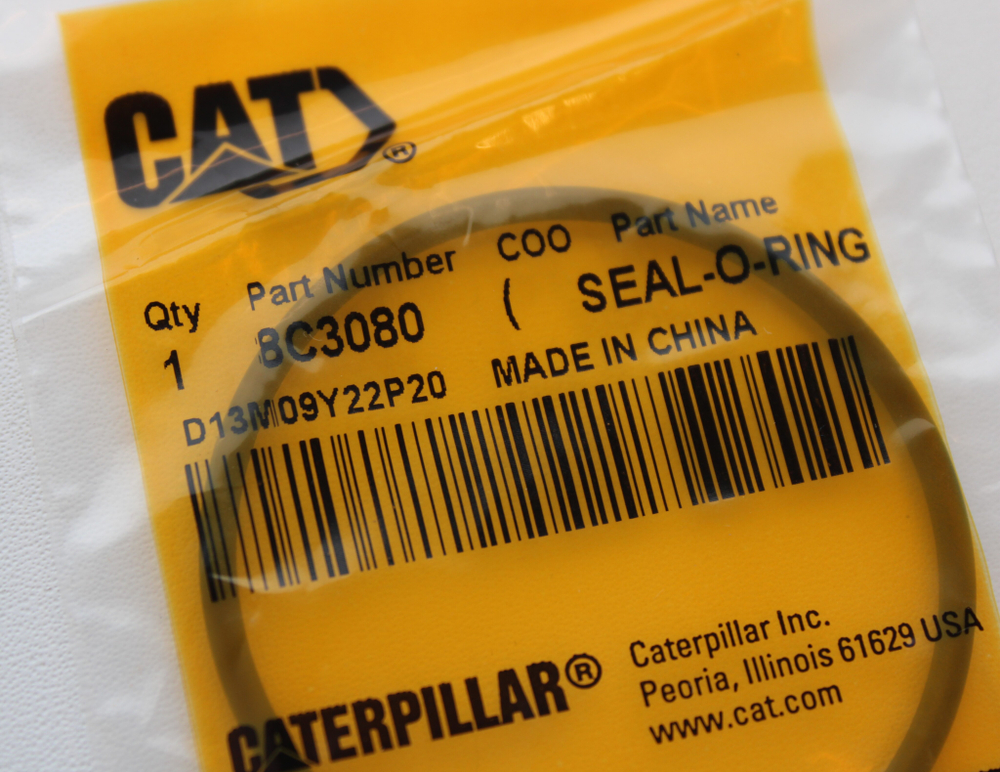 CAT®
Qty Part Number COO Part Name
1 8C3080 ( SEAL-O-RING
D13M09Y22P20 MADE IN CHINA
CATERPILLAR®
Caterpillar Inc.
Peoria, Illinois 61629 USA
www.cat.com